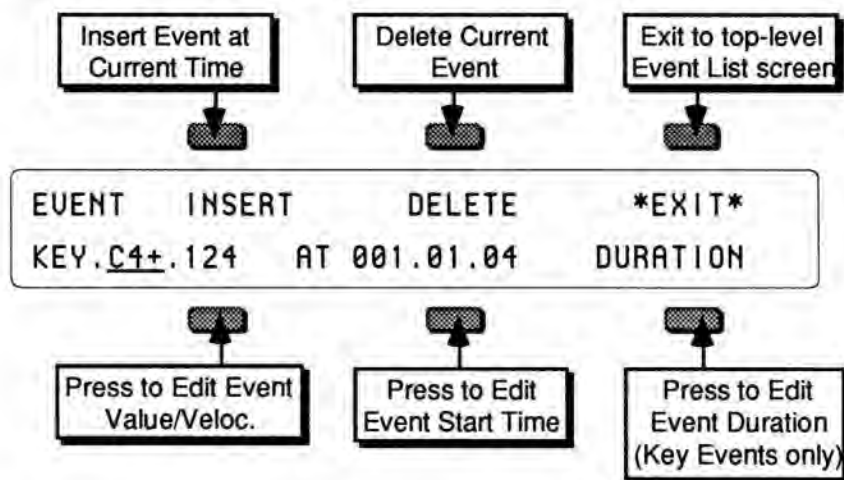 Insert Event at
Current Time
Delete Current
Event
Exit to top-level
Event List screen
EVENT INSERT DELETE *EXIT*
KEY.C4+.124 AT 001.01.04 DURATION
Press to Edit Event
Value/Veloc.
Press to Edit
Event Start Time
Press to Edit
Event Duration
(Key Events only)